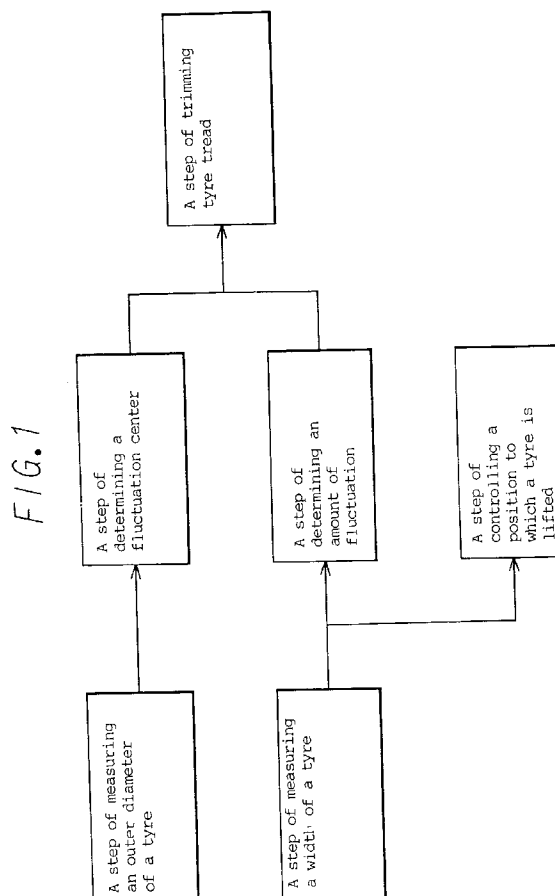 FIG.1
A step of measuring
an outer diameter
of a tyre
A step of
determining a
fluctuation center
A step of measuring
a width of a tyre
A step of
determining an
amount of
fluctuation
A step of trimming
tyre tread
A step of
controlling a
position to
which a tyre is
lifted